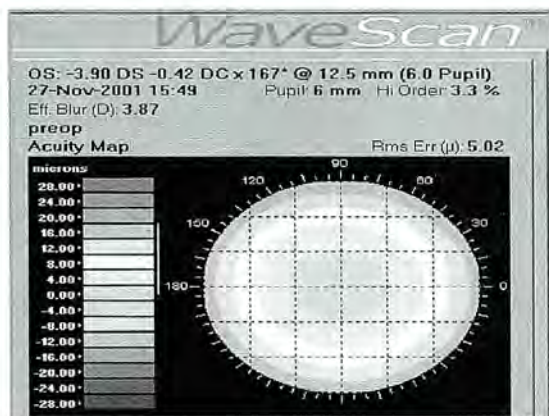 WaveScan™
OS: -3.90 DS -0.42 DC x 167° @ 12.5 mm (6.0 Pupil)
27-Nov-2001 15:49 Pupil: 6 mm Hi Order: 3.3 %
Eff. Blur (D): 3.87
preop
Acuity Map Rms Err (µ): 5.02
microns
28.00
24.00
20.00
16.00
12.00
8.00
4.00
0.00
-4.00
-8.00
-12.00
-16.00
-20.00
-24.00
-28.00
90
120 60
150 30
180 0